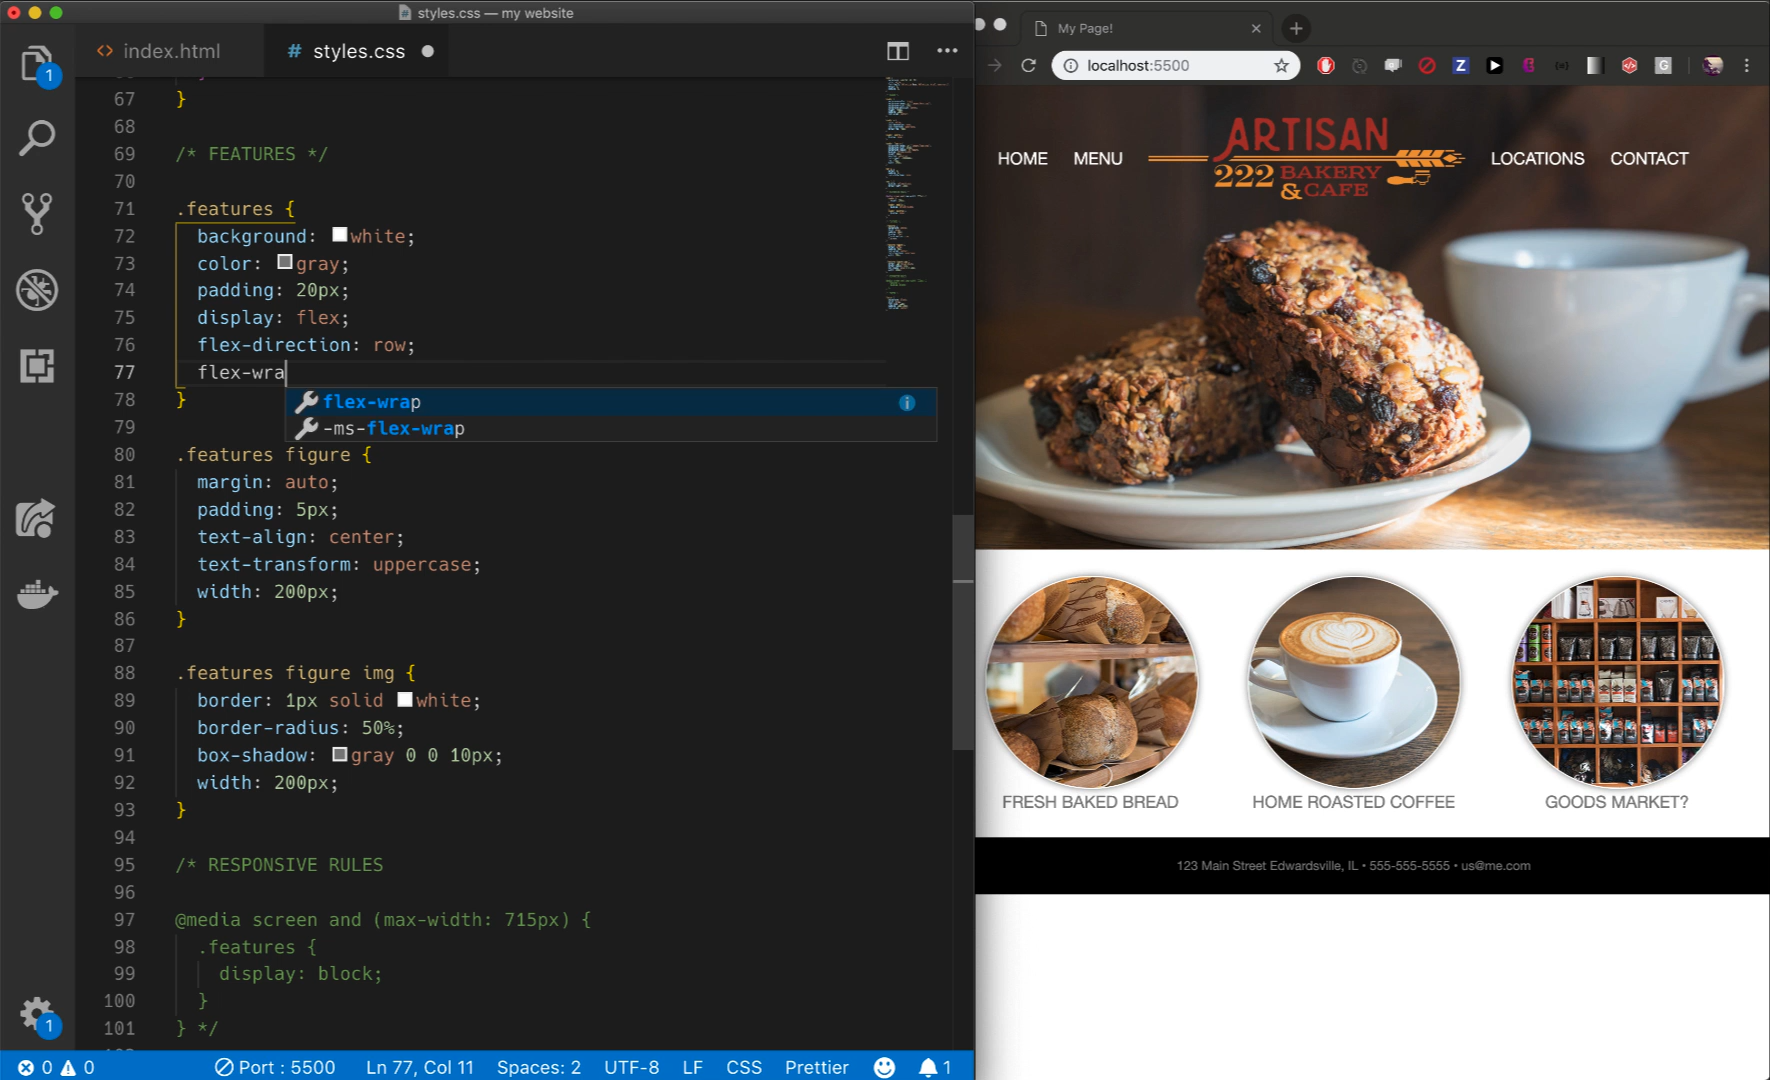 styles.css — my website
index.html
# styles.css
1
67 }
68
69 /* FEATURES */
70
71 .features {
72 background: white;
73 color: gray;
74 padding: 20px;
75 display: flex;
76 flex-direction: row;
77 flex-wra
78 }
flex-wrap
-ms-flex-wrap
79
80 .features figure {
81 margin: auto;
82 padding: 5px;
83 text-align: center;
84 text-transform: uppercase;
85 width: 200px;
86 }
87
88 .features figure img {
89 border: 1px solid white;
90 border-radius: 50%;
91 box-shadow: gray 0 0 10px;
92 width: 200px;
93 }
94
95 /* RESPONSIVE RULES
96
97 @media screen and (max-width: 715px) {
98 .features {
99 display: block;
100 }
101 } */
1
0 0 Port : 5500 Ln 77, Col 11 Spaces: 2 UTF-8 LF CSS Prettier 1
My Page!
localhost:5500
Z
G
HOME MENU LOCATIONS CONTACT
ARTISAN
222 BAKERY
& CAFE
FRESH BAKED BREAD HOME ROASTED COFFEE GOODS MARKET?
123 Main Street Edwardsville, IL • 555-555-5555 • us@me.com